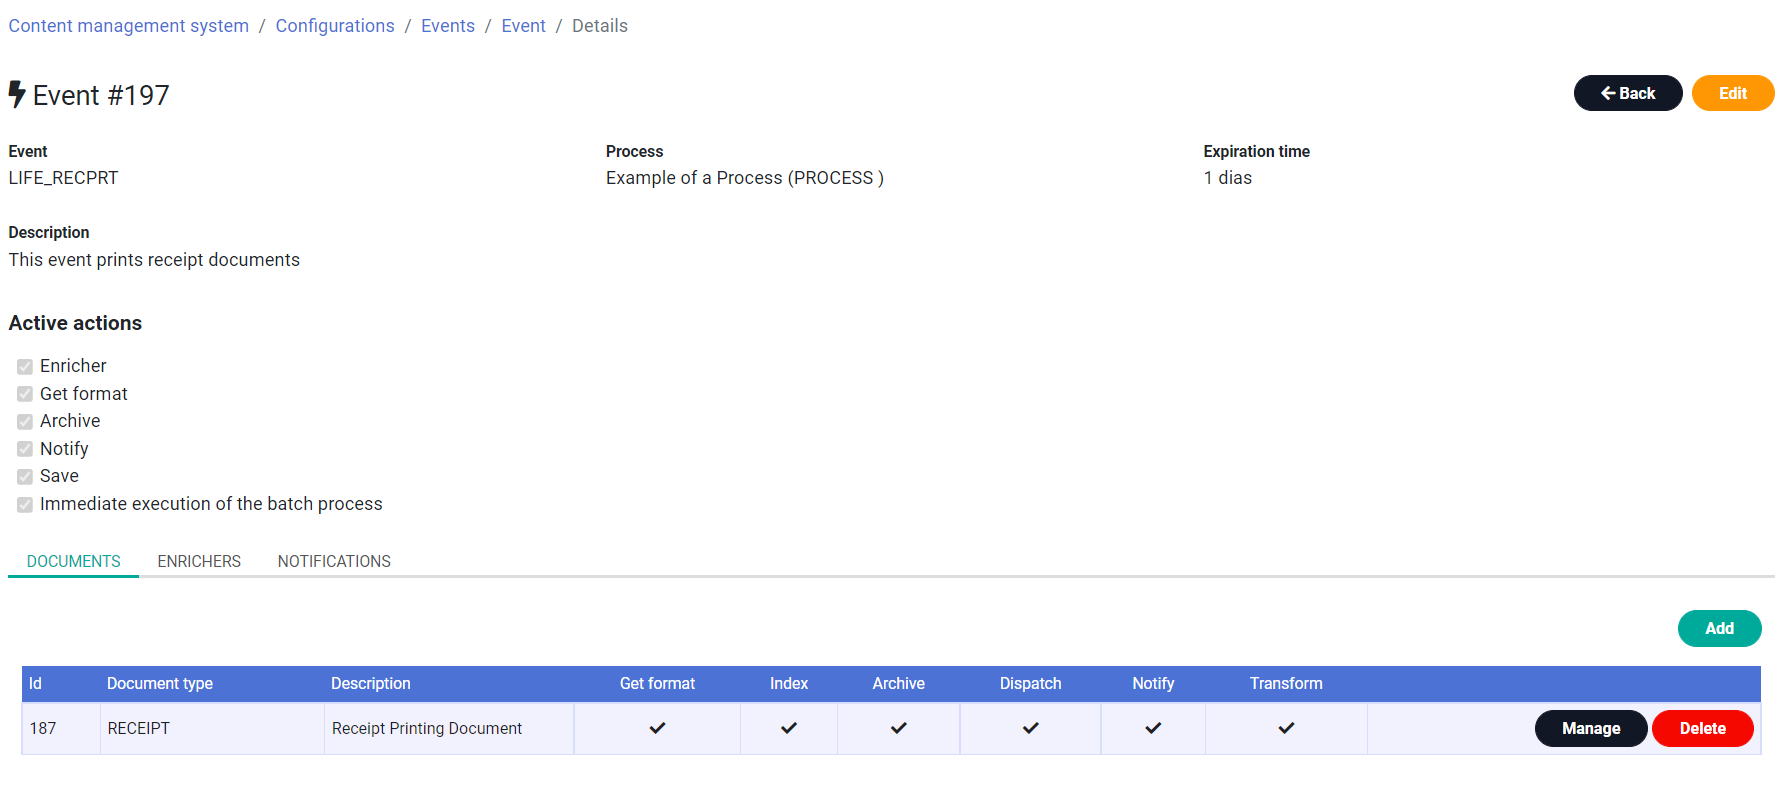 Content management system / Configurations / Events / Event / Details
Event #197
Back Edit
Event Process Expiration time
LIFE_RECPRT Example of a Process (PROCESS ) 1 dias
Description
This event prints receipt documents
Active actions
Enricher
Get format
Archive
Notify
Save
Immediate execution of the batch process
DOCUMENTS ENRICHERS NOTIFICATIONS
Add
Id Document type Description Get format Index Archive Dispatch Notify Transform
187 RECEIPT Receipt Printing Document Manage Delete